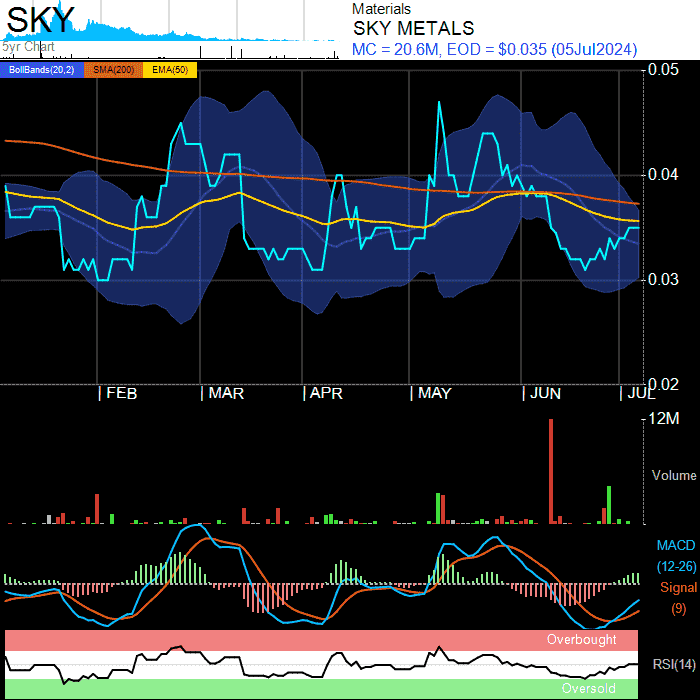 SKY
5yr Chart
Materials
SKY METALS
MC = 20.6M, EOD = $0.035 (05Jul2024)
BollBands(20,2) SMA(200) EMA(50)
0.05
0.04
0.03
0.02
| FEB | MAR | APR | MAY | JUN | JUL
12M
Volume
MACD
(12-26)
Signal
(9)
Overbought
RSI(14)
Oversold